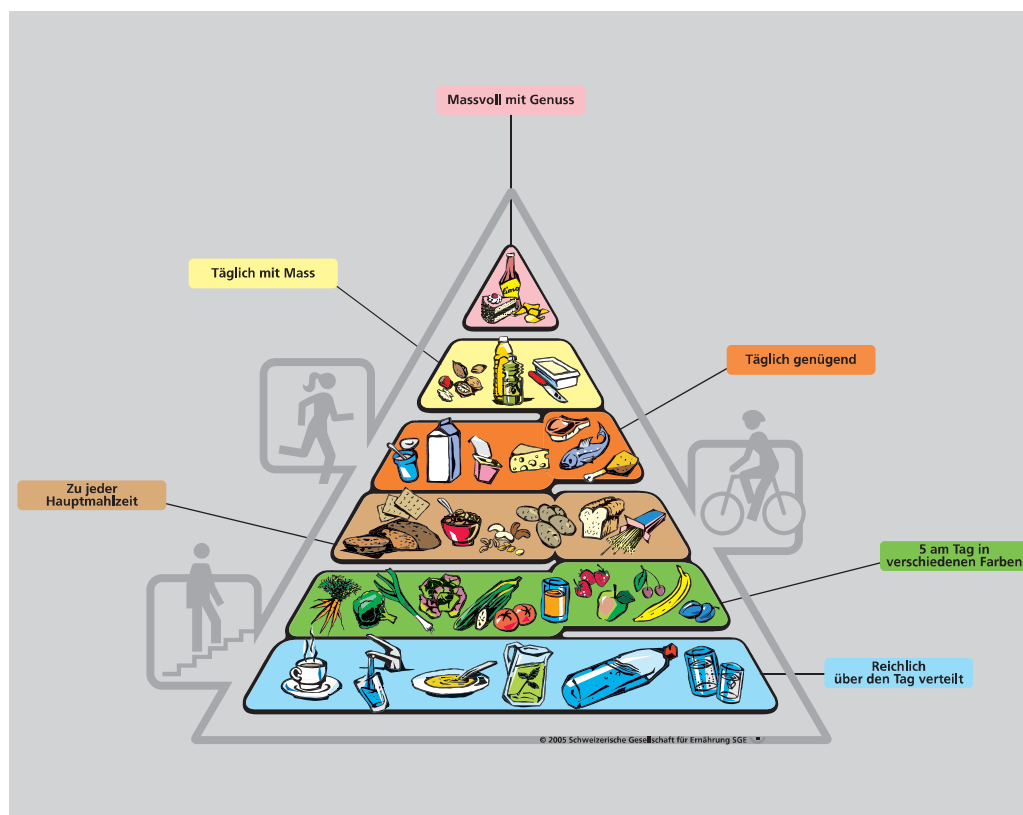 Massvoll mit Genuss
Limo
Täglich mit Mass
Täglich genügend
Zu jeder
Hauptmahlzeit
5 am Tag in
verschiedenen Farben
Reichlich
über den Tag verteilt
© 2005 Schweizerische Gesellschaft für Ernährung SGE